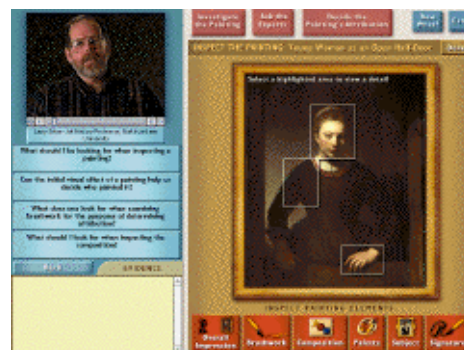 Investigate
the Painting
Ask the
Experts
Decide the
Painting's Attribution
INSPECT THE PAINTING: Young Woman at an Open Half-Door
Select a highlighted area to view a detail
What should I be looking for when inspecting a
painting?
Can the initial visual effect of a painting help us
decide who painted it?
What does one look for when examining
brushwork for the purpose of determining
attribution?
What should I look for when inspecting the
composition?
EVIDENCE
INSPECT PAINTING ELEMENTS
Overall
Impression
Brushwork
Composition
Palette
Subject
Signature